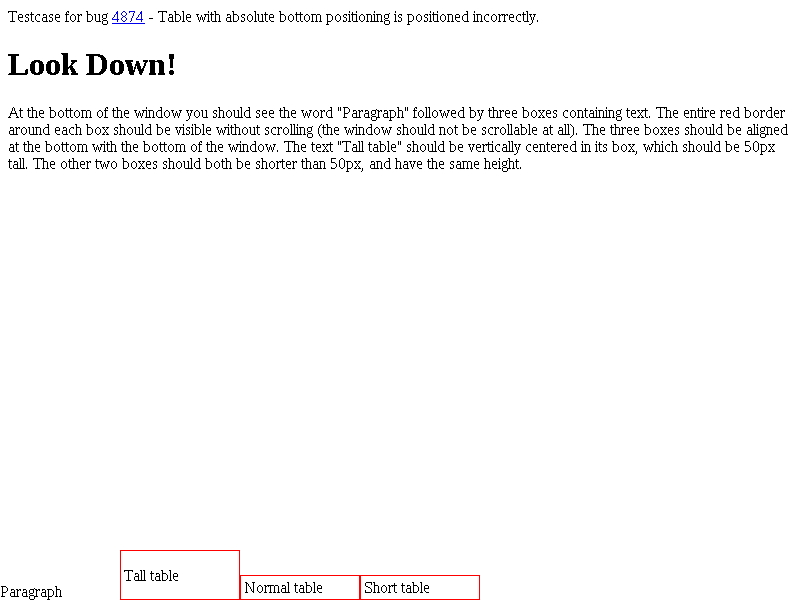 Testcase for bug 4874 - Table with absolute bottom positioning is positioned incorrectly.
Look Down!
At the bottom of the window you should see the word "Paragraph" followed by three boxes containing text. The entire red border
around each box should be visible without scrolling (the window should not be scrollable at all). The three boxes should be aligned
at the bottom with the bottom of the window. The text "Tall table" should be vertically centered in its box, which should be 50px
tall. The other two boxes should both be shorter than 50px, and have the same height.
Tall table
Paragraph
Normal table
Short table